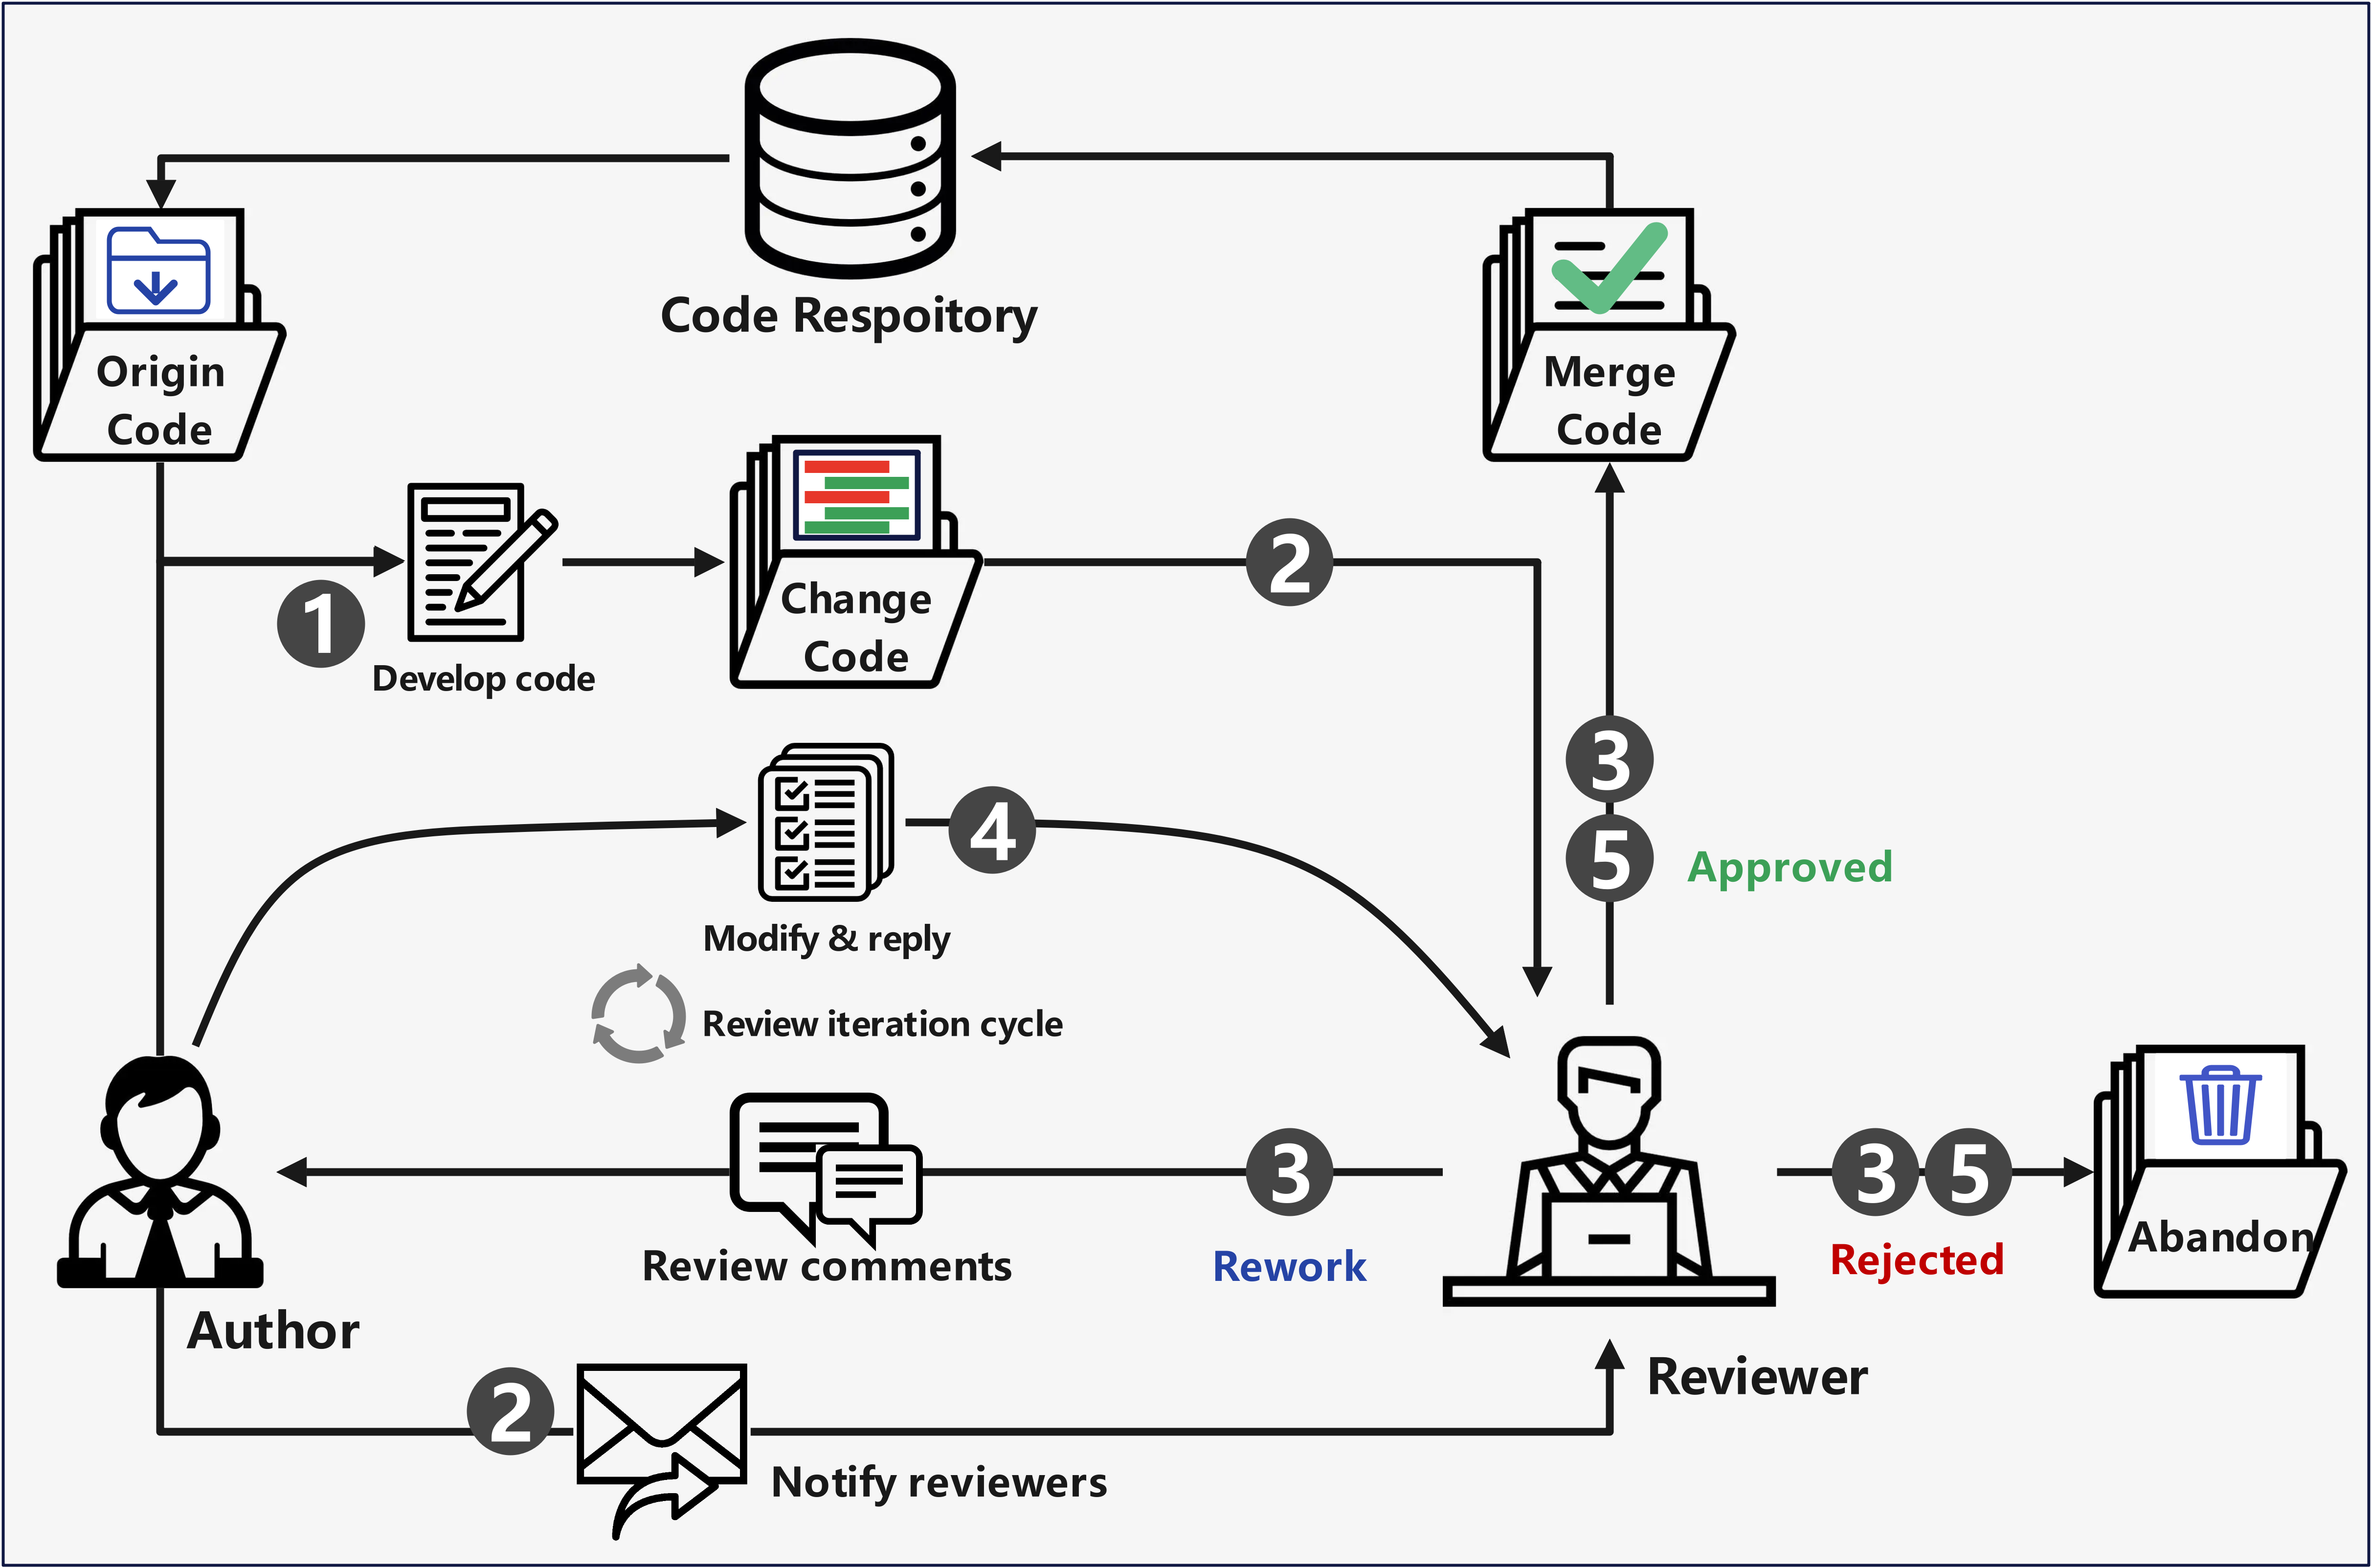 Code Respoitory
Origin
Code
Merge
Code
Change
Code
2
1
Develop code
3
4
5
Approved
Modify & reply
Review iteration cycle
3
3
5
Review comments
Rework
Rejected
Abandon
Author
2
Reviewer
Notify reviewers